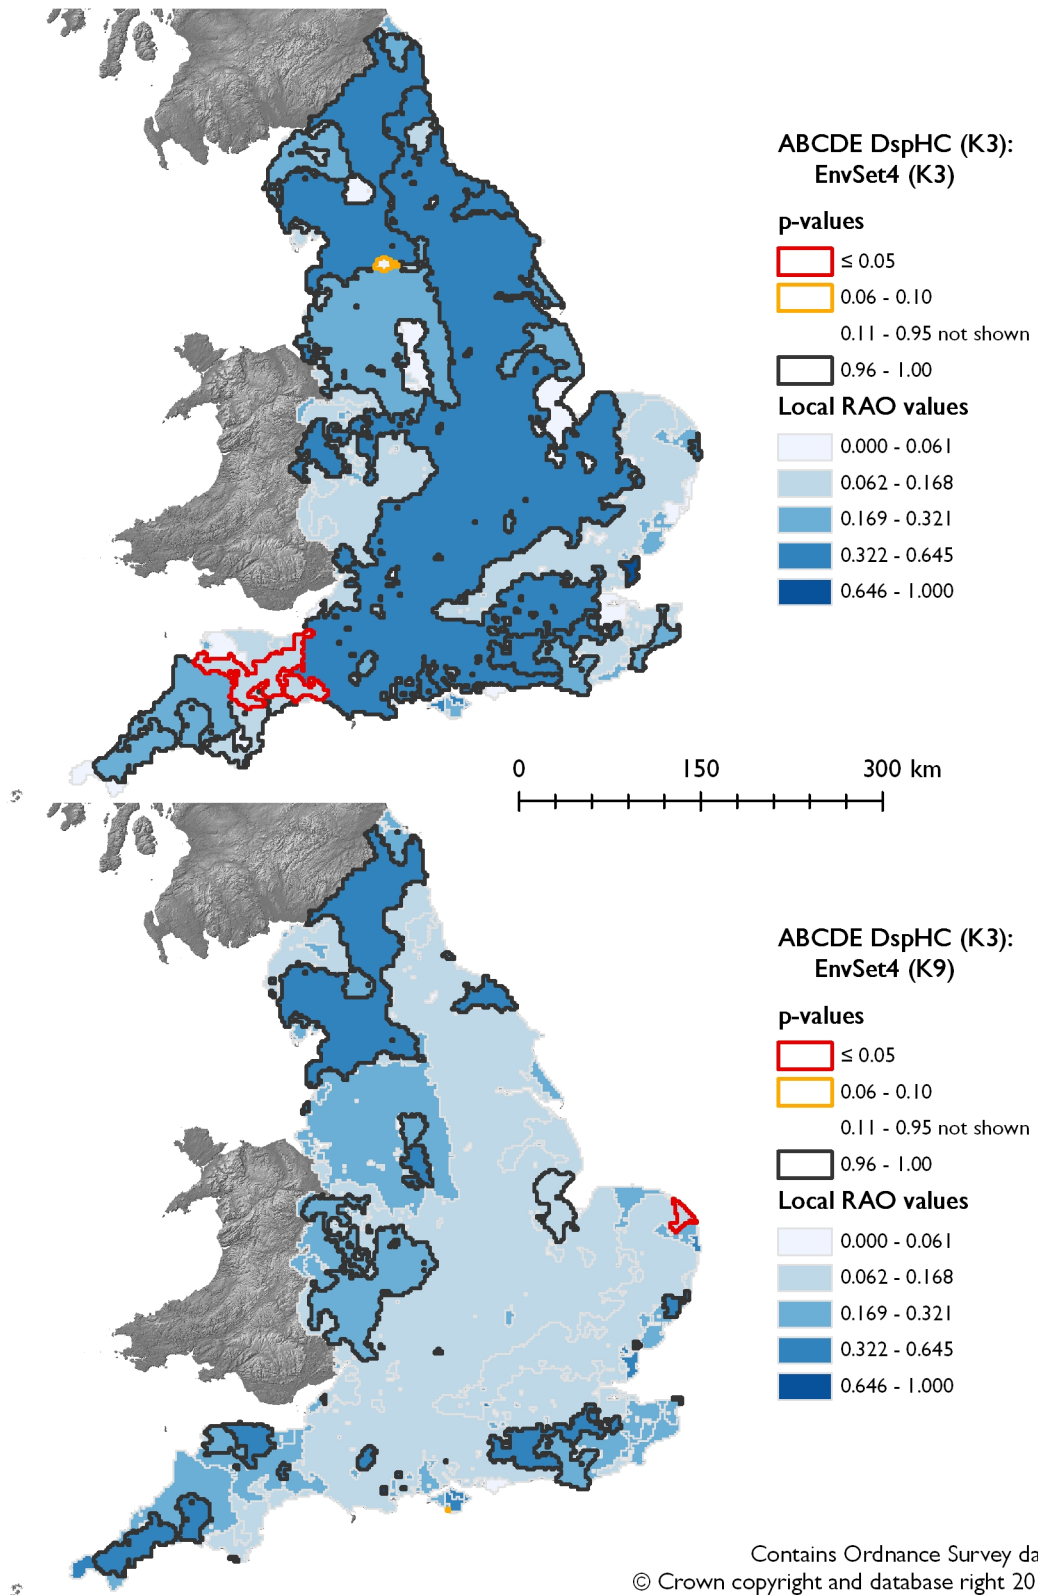 ABCDE DspHC (K3):
EnvSet4 (K3)
p-values
≤ 0.05
0.06 - 0.10
0.11 - 0.95 not shown
0.96 - 1.00
Local RAO values
0.000 - 0.061
0.062 - 0.168
0.169 - 0.321
0.322 - 0.645
0.646 - 1.000
0 150 300 km
ABCDE DspHC (K3):
EnvSet4 (K9)
p-values
≤ 0.05
0.06 - 0.10
0.11 - 0.95 not shown
0.96 - 1.00
Local RAO values
0.000 - 0.061
0.062 - 0.168
0.169 - 0.321
0.322 - 0.645
0.646 - 1.000
Contains Ordnance Survey da
© Crown copyright and database right 20